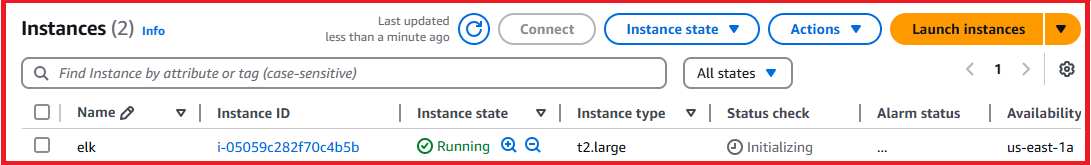 Instances (2) Info
Last updated
less than a minute ago
Connect
Instance state
Actions
Launch instances
Find Instance by attribute or tag (case-sensitive)
All states
1
Name Instance ID Instance state Instance type Status check Alarm status Availability
elk i-05059c282f70c4b5b Running t2.large Initializing ... us-east-1a